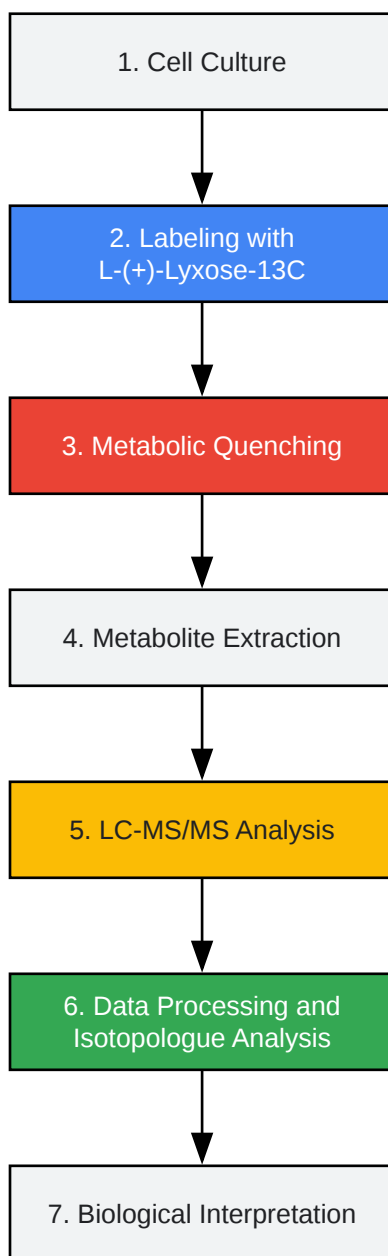 1. Cell Culture
2. Labeling with
L-(+)-Lyxose-13C
3. Metabolic Quenching
4. Metabolite Extraction
5. LC-MS/MS Analysis
6. Data Processing and
Isotopologue Analysis
7. Biological Interpretation